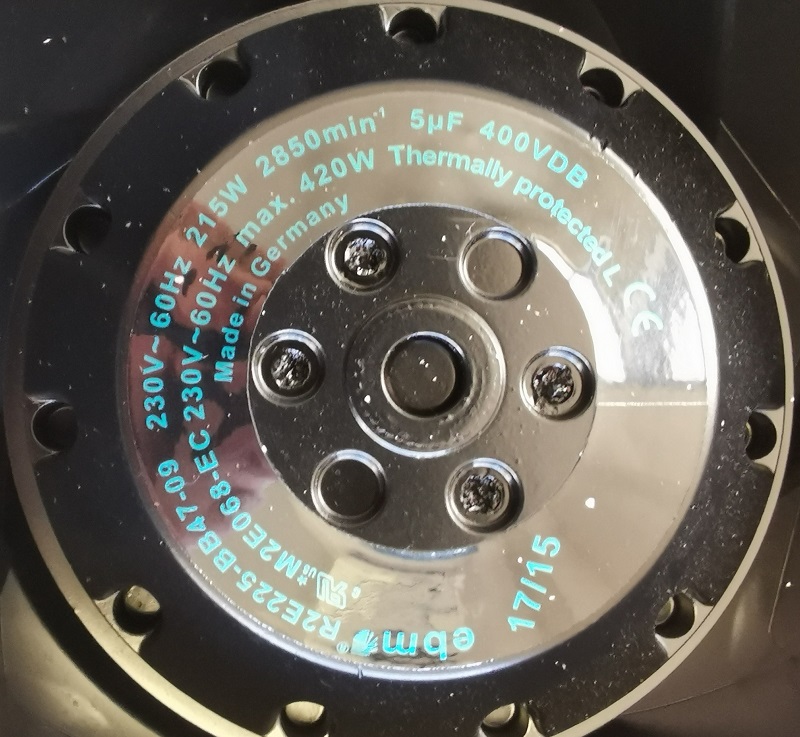 ebm
R2E225-BB47-09 230V~ 60Hz 215W 2850min⁻¹ 5µF 400VDB
M2E068-EC 230V~60Hz max. 420W Thermally protected L CE
Made in Germany
17/15